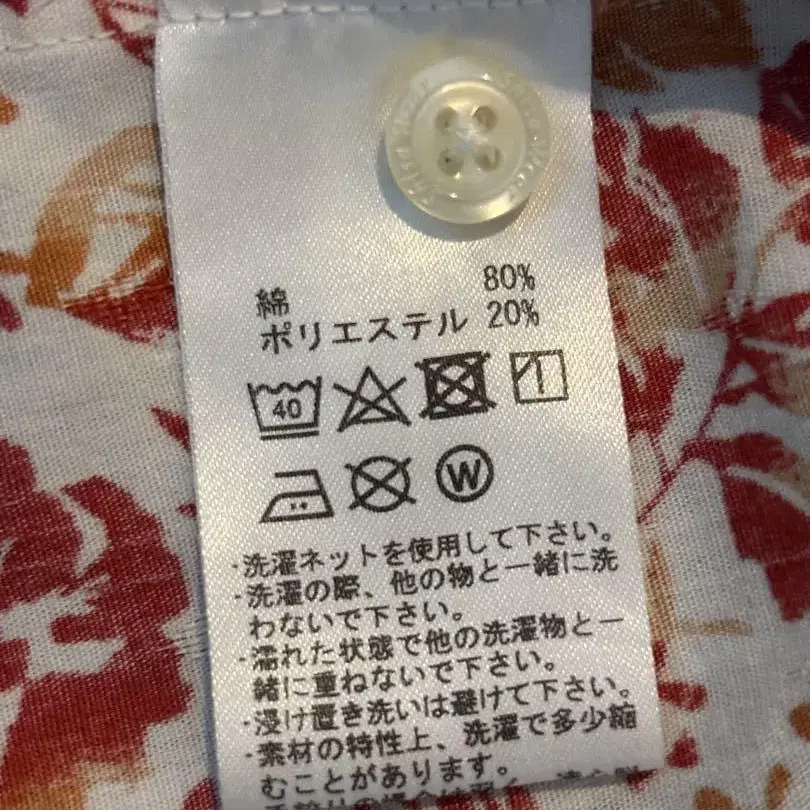 綿 80%
ポリエステル 20%
40
W
・洗濯ネットを使用して下さい。
・洗濯の際、他の物と一緒に洗
わないで下さい。
・濡れた状態で他の洗濯物と一
緒に重ねないで下さい。
・浸け置き洗いは避けて下さい。
・素材の特性上、洗濯で多少縮
むことがあります。